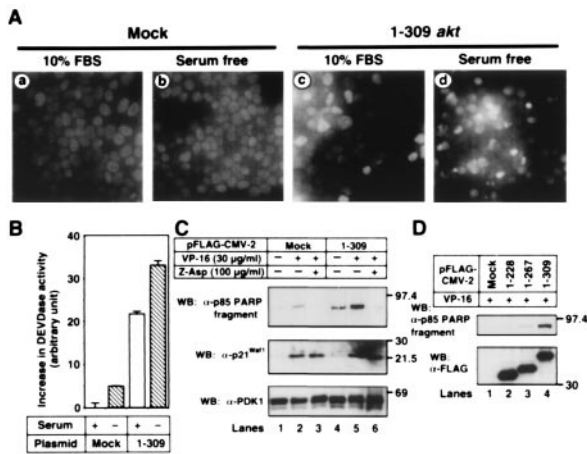 A
Mock
1-309 akt
10% FBS
Serum free
10% FBS
Serum free
a
b
c
d
B
Increase in DEVDase activity
(arbitrary unit)
40
30
20
10
0
Serum + − + −
Plasmid Mock 1-309
C
pFLAG-CMV-2 Mock 1-309
VP-16 (30 µg/ml) − + + − + +
Z-Asp (100 µg/ml) − − + − − +
WB: α-p85 PARP
fragment
97.4
WB: α-p21Waf1
30
21.5
WB: α-PDK1
69
Lanes 1 2 3 4 5 6
D
pFLAG-
CMV-2
Mock
1-228
1-267
1-309
VP-16 + + + +
WB:
α-p85 PARP
fragment
97.4
WB:
α-FLAG
30
Lanes 1 2 3 4